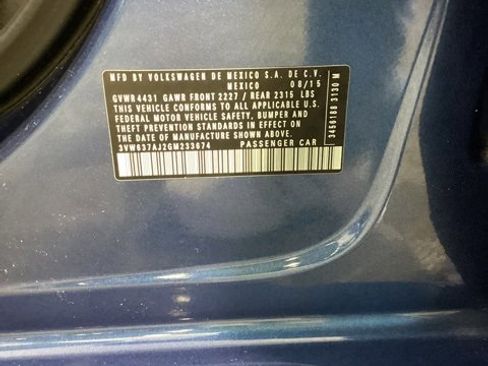 MFD BY VOLKSWAGEN DE MEXICO S.A. DE C.V.
MEXICO 08/15
GVWR 4431 GAWR FRONT 2227 / REAR 2315 LBS
THIS VEHICLE CONFORMS TO ALL APPLICABLE U.S.
FEDERAL MOTOR VEHICLE SAFETY, BUMPER AND
THEFT PREVENTION STANDARDS IN EFFECT ON
THE DATE OF MANUFACTURE SHOWN ABOVE
3VW637AJ2GM233674 PASSENGER CAR
3456188 3130 M